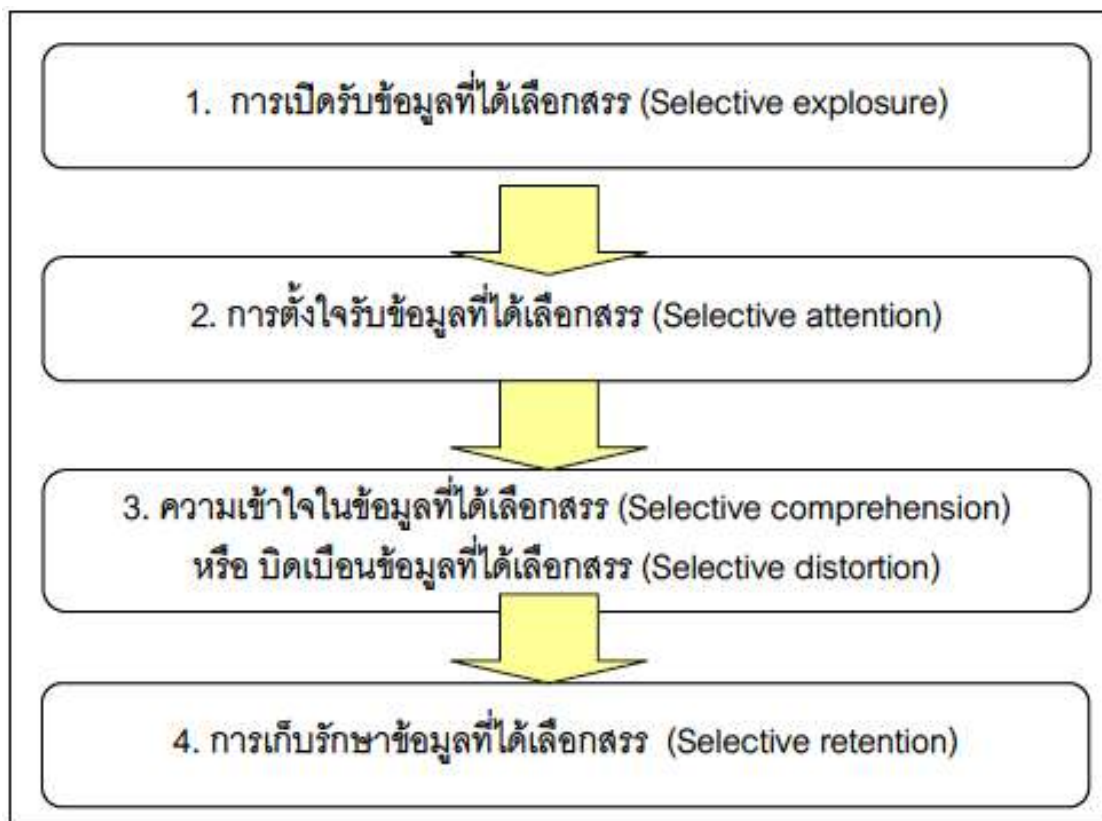 1. การเปิดรับข้อมูลที่ได้เลือกสรร (Selective explosure)
2. การตั้งใจรับข้อมูลที่ได้เลือกสรร (Selective attention)
3. ความเข้าใจในข้อมูลที่ได้เลือกสรร (Selective comprehension)
หรือ บิดเบือนข้อมูลที่ได้เลือกสรร (Selective distortion)
4. การเก็บรักษาข้อมูลที่ได้เลือกสรร (Selective retention)